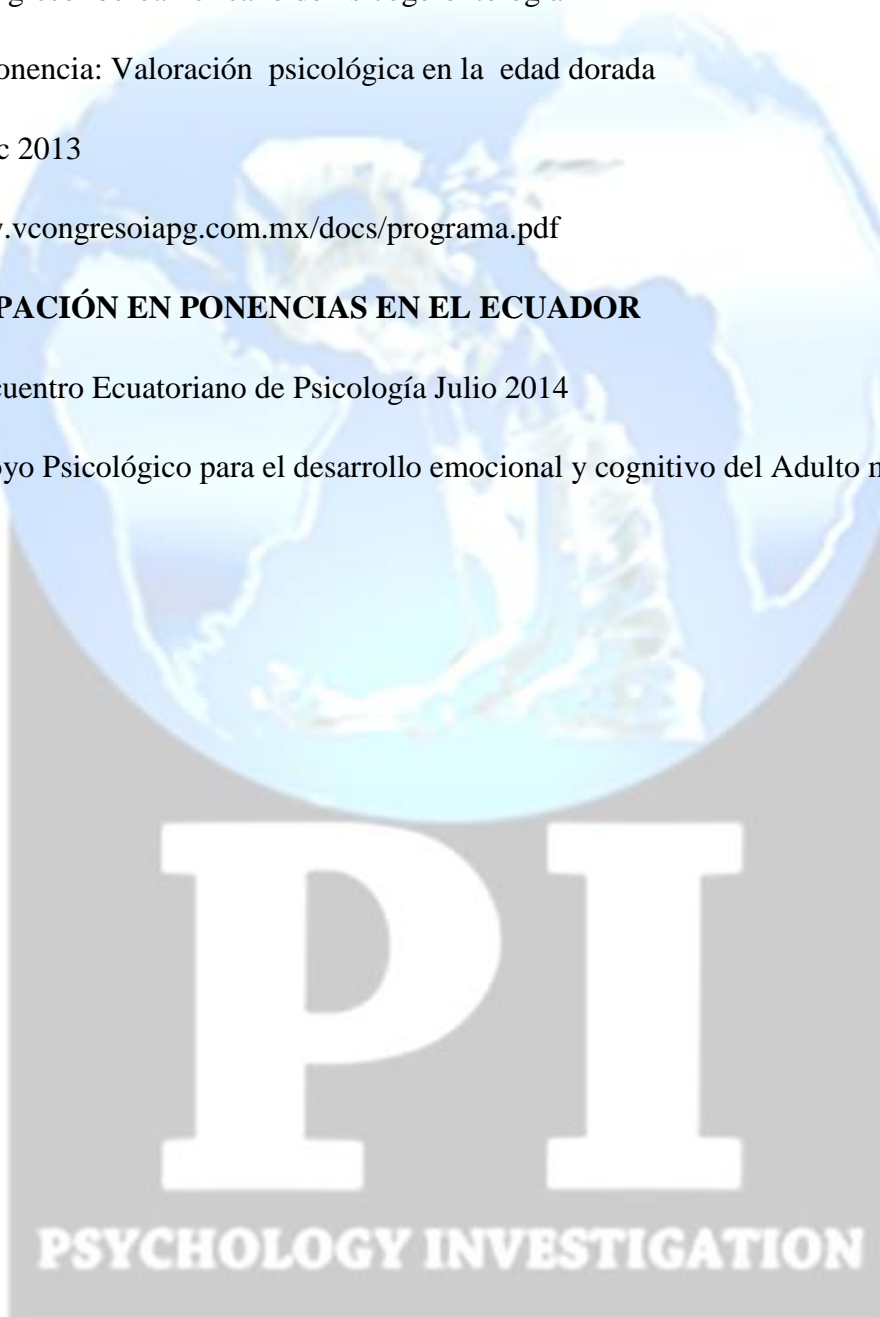 onencia: Valoración psicológica en la edad dorada
c 2013
.vcongresoiapg.com.mx/docs/programa.pdf
PACIÓN EN PONENCIAS EN EL ECUADOR
cuentro Ecuatoriano de Psicología Julio 2014
oyo Psicológico para el desarrollo emocional y cognitivo del Adulto
PI
PSYCHOLOGY INVESTIGATION